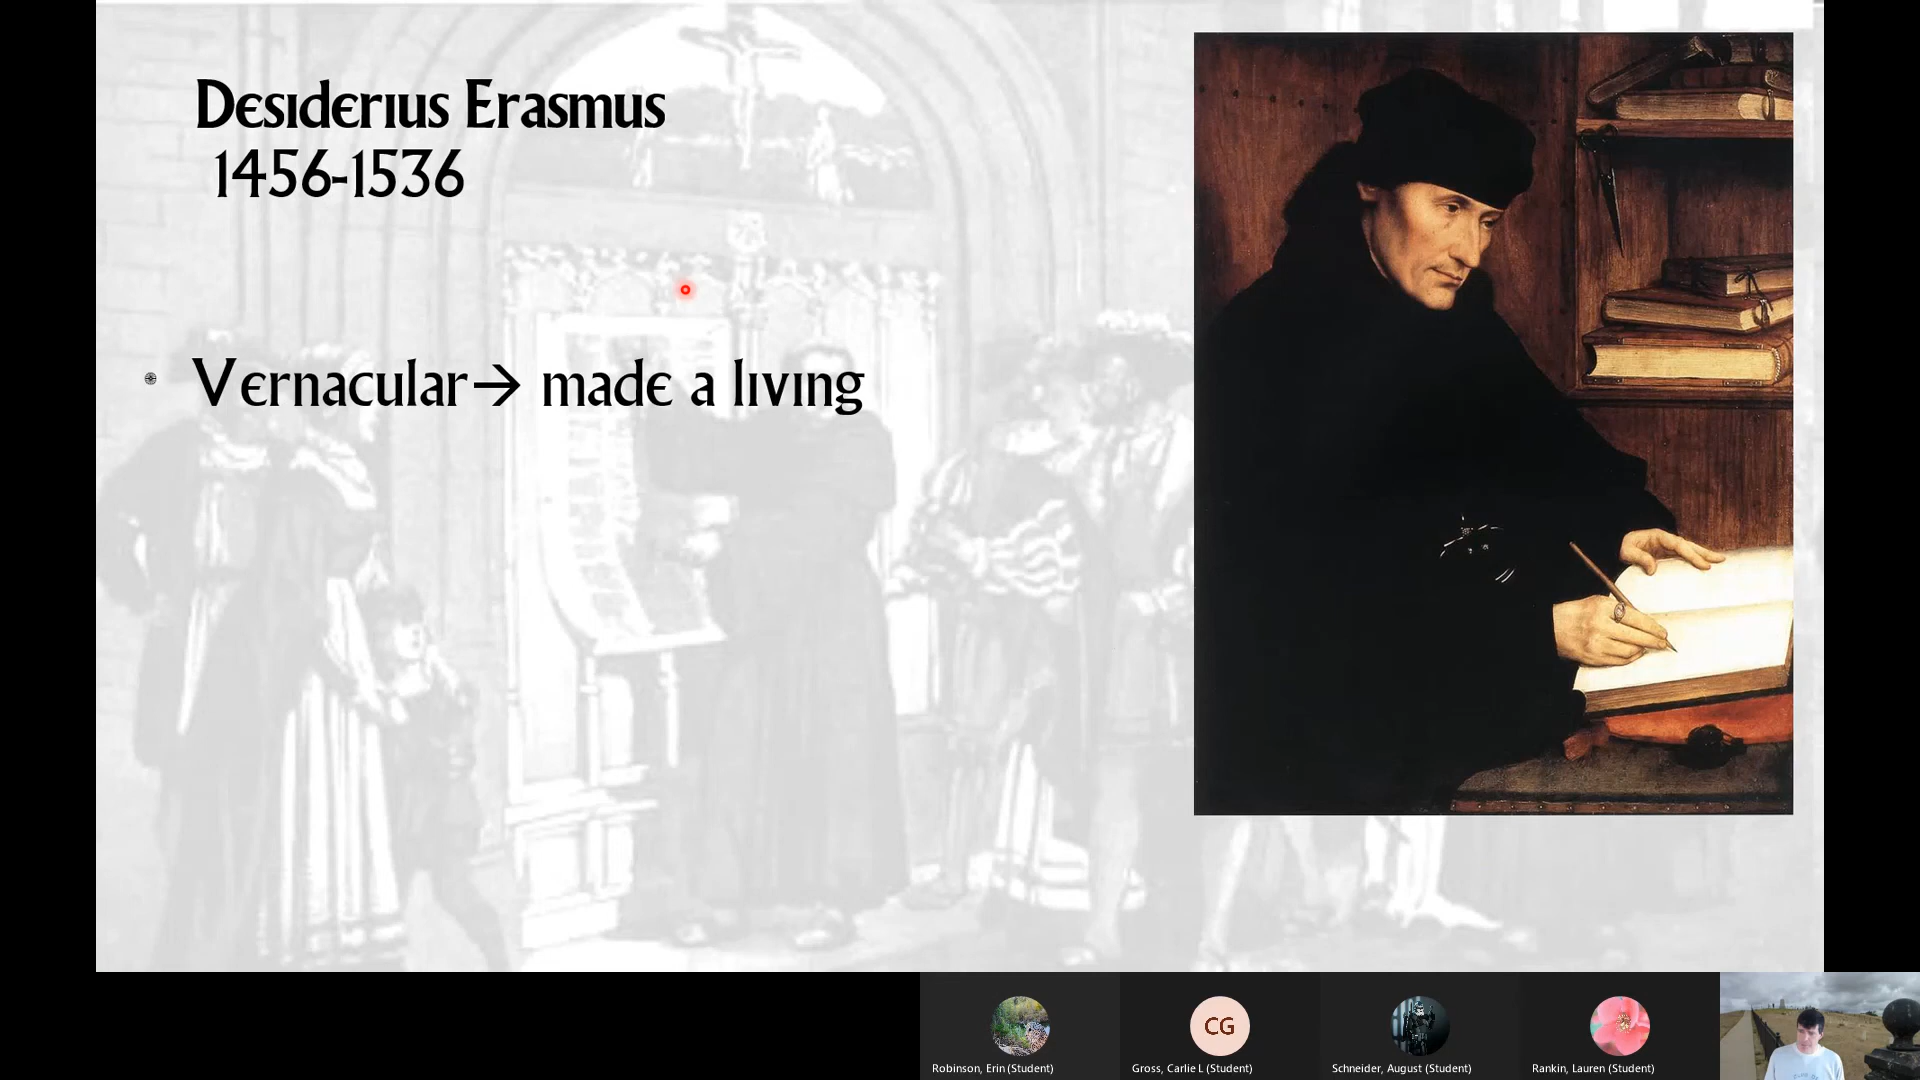 Desiderius Erasmus
1456-1536
• Vernacular→ made a living
CG
Robinson, Erin (Student)
Gross, Carlie L (Student)
Schneider, August (Student)
Rankin, Lauren (Student)